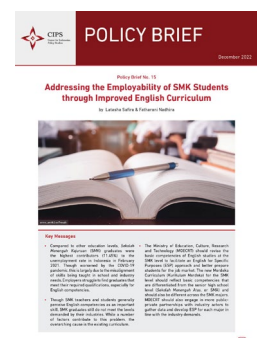 CIPS
POLICY BRIEF
December 2022
Policy Brief No. 15
Addressing the Employability of SMK Students
through Improved English Curriculum
by Latasha Safira & Fetharani Nadhira
Key Messages
• Compared to other education levels, Sekolah
Menengah Kejuruan (SMK) graduates were
the highest contributors (11.45%) to the
unemployment rate in Indonesia in February
2021. Though worsened by the COVID-19
pandemic, this is largely due to the misalignment
of skills being taught in school and industry
needs. Employers struggle to find graduates that
meet their required qualifications, especially for
English competencies.
• Though SMK teachers and students generally
perceive English competencies as an important
skill, SMK graduates still do not meet the levels
demanded by their industries. While a number
of factors contribute to this problem, the
overarching cause is the existing curriculum.
• The Ministry of Education, Culture, Research
and Technology (MOECRT) should revise the
basic competencies of English studies at the
SMK level to facilitate an English for Specific
Purposes (ESP) approach and better prepare
students for the job market. The new Merdeka
Curriculum (Kurikulum Merdeka) for the SMK
level should reflect basic competencies that
are differentiated from the senior high school
level (Sekolah Menengah Atas, or SMA) and
should also be different across the SMK majors.
MOECRT should also engage in more public-
private partnerships with industry actors to
gather data and develop ESP for each major in
line with the industry demands.